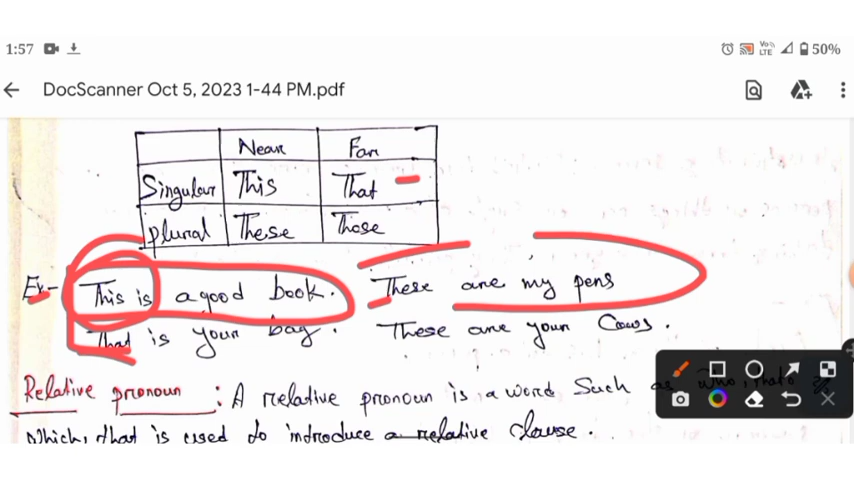 1:57 Vo) LTE 50%
DocScanner Oct 5, 2023 1-44 PM.pdf
Near Far
Singular This That
plural These Those
Ex- This is a good book. These are my pens
That is your bag. These are your Cows.
Relative pronoun : A relative pronoun is a word such as who, that
which, that is used to introduce a relative clause.